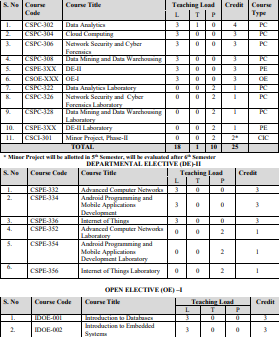 S. No Course Code Course Title Teaching Load Credit Course Type
L T P
1. CSPC-302 Data Analytics 3 1 0 4 PC
2. CSPC-304 Cloud Computing 3 0 0 3 PC
3. CSPC-306 Network Security and Cyber Forensics 3 0 0 3 PC
4. CSPC-308 Data Mining and Data Warehousing 3 0 0 3 PC
5. CSPE-3XX DE-II 3 0 0 3 PE
6. CSOE-XXX OE-I 3 0 0 3 OE
7. CSPC-322 Data Analytics Laboratory 0 0 2 1 PC
8. CSPC-326 Network Security and Cyber Forensics Laboratory 0 0 2 1 PC
9. CSPC-328 Data Mining and Data Warehousing Laboratory 0 0 2 1 PC
10. CSPE-3XX DE-II Laboratory 0 0 2 1 PE
11. CSCI-301 Minor Project, Phase-II 0 0 2 2* CIC
TOTAL 18 1 10 25
* Minor Project will be allotted in 5th Semester, will be evaluated after 6th Semester
DEPARTMENTAL ELECTIVE (DE)-II
S. No Course Code Course Title Teaching Load Credit
L T P
1. CSPE-332 Advanced Computer Networks 3 0 0 3
2. CSPE-334 Android Programming and Mobile Applications Development 3 0 0 3
3. CSPE-336 Internet of Things 3 0 0 3
4. CSPE-352 Advanced Computer Networks Laboratory 0 0 2 1
5. CSPE-354 Android Programming and Mobile Applications Development Laboratory 0 0 2 1
6. CSPE-356 Internet of Things Laboratory 0 0 2 1
OPEN ELECTIVE (OE) –I
S. No Course Code Course Title Teaching Load Credit
L T P
1. IDOE-001 Introduction to Databases 3 0 0 3
2. IDOE-002 Introduction to Embedded Systems 3 0 0 3